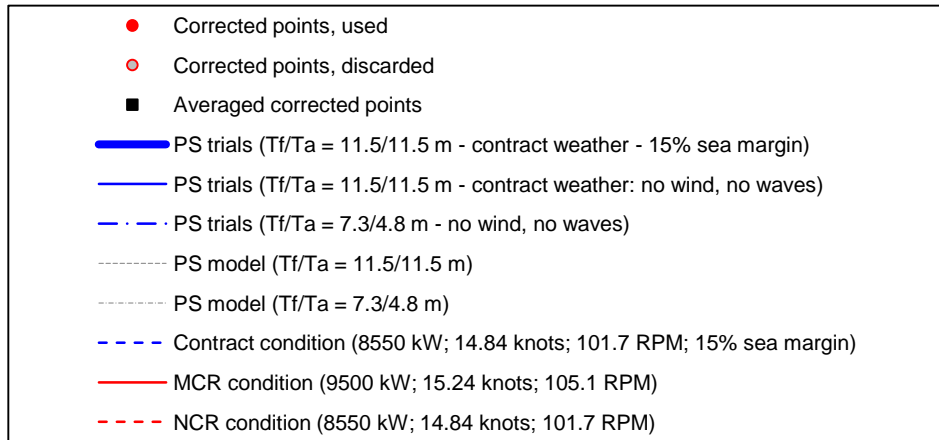 Corrected points, used
Corrected points, discarded
Averaged corrected points
PS trials (Tf/Ta = 11.5/11.5 m - contract weather - 15% sea margin)
PS trials (Tf/Ta = 11.5/11.5 m - contract weather: no wind, no waves)
PS trials (Tf/Ta = 7.3/4.8 m - no wind, no waves)
PS model (Tf/Ta = 11.5/11.5 m)
PS model (Tf/Ta = 7.3/4.8 m)
Contract condition (8550 kW; 14.84 knots; 101.7 RPM; 15% sea margin)
MCR condition (9500 kW; 15.24 knots; 105.1 RPM)
NCR condition (8550 kW; 14.84 knots; 101.7 RPM)